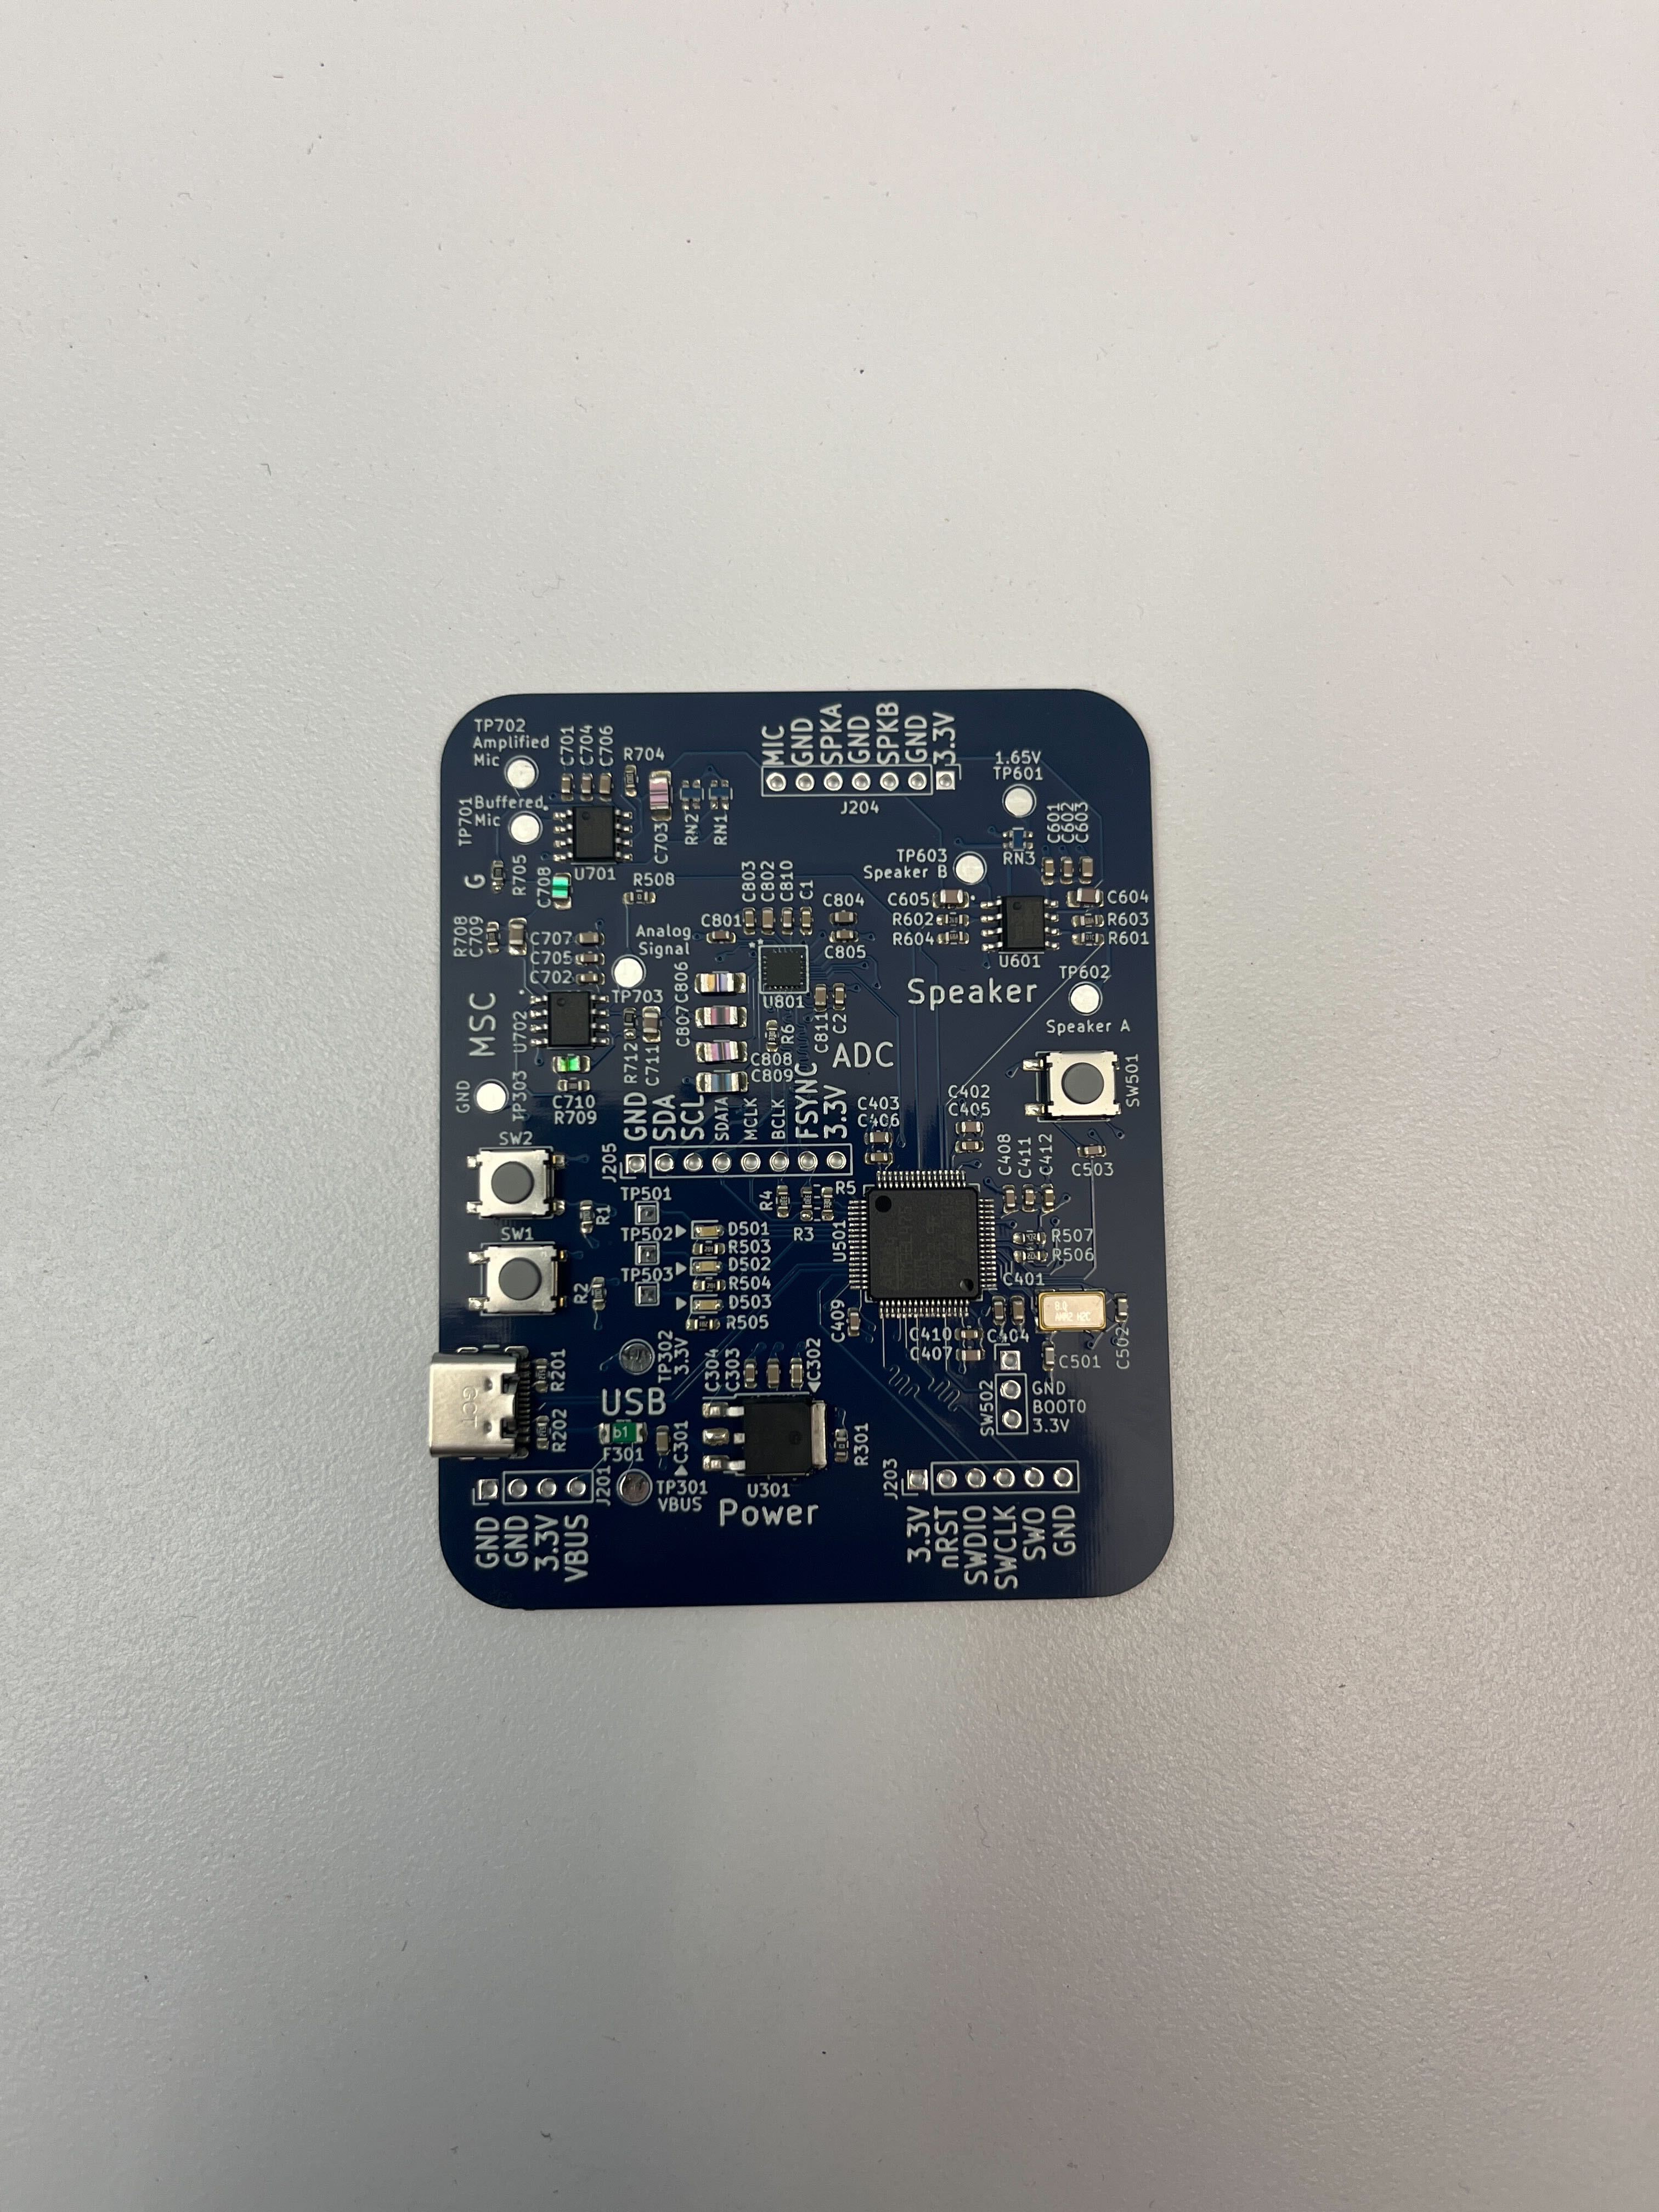 TP702
Amplified
Mic
C701
C704
C706
R704
MIC
GND
SPKA
GND
SPKB
GND
3.3V
J204
1.65V
TP601
TP701
Buffered
Mic
C703
RN2
RN1
U701
RN3
C601
C602
C603
TP603
Speaker B
G
R705
C708
R508
C803
C802
C810
C1
C804
C605
R602
R604
C604
R603
R601
U601
R708
C709
C707
C705
C702
Analog
Signal
C801
C805
TP703
U801
Speaker
TP602
Speaker A
MSC
U702
C806
C807
C808
C809
R6
C811
C2
ADC
R712
C711
GND
TP303
C710
R709
SW501
C402
C405
C403
C406
GND
SDA
SCL
SDATA
MCLK
BCLK
FSYNC
3.3V
J205
SW2
C408
C411
C412
C503
TP501
TP502
TP503
R1
R4
R3
R5
U501
D501
R503
D502
R504
D503
R505
R507
R506
SW1
R2
C401
8.0
C409
C410
C407
C404
C501
C502
TP302
3.3V
R201
R202
GCT
USB
b1
F301
C301
C304
C303
C302
R301
SW502
GND
BOOT0
3.3V
J201
TP301
VBUS
U301
Power
J203
GND
GND
3.3V
VBUS
3.3V
nRST
SWDIO
SWCLK
SWO
GND